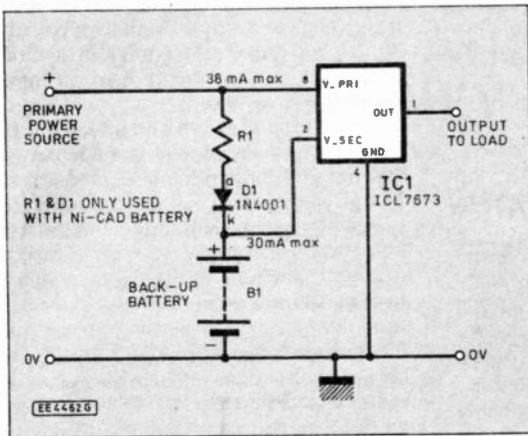 +
38 mA max
8
V_PRI
PRIMARY
POWER
SOURCE
R1
OUT
1
OUTPUT
TO LOAD
2
V_SEC
GND
4
IC1
ICL7673
a
D1
1N4001
k
R1 & D1 ONLY USED
WITH Ni-CAD BATTERY
30mA max
+
BACK-UP
BATTERY
B1
−
0V
0V
EE4462G